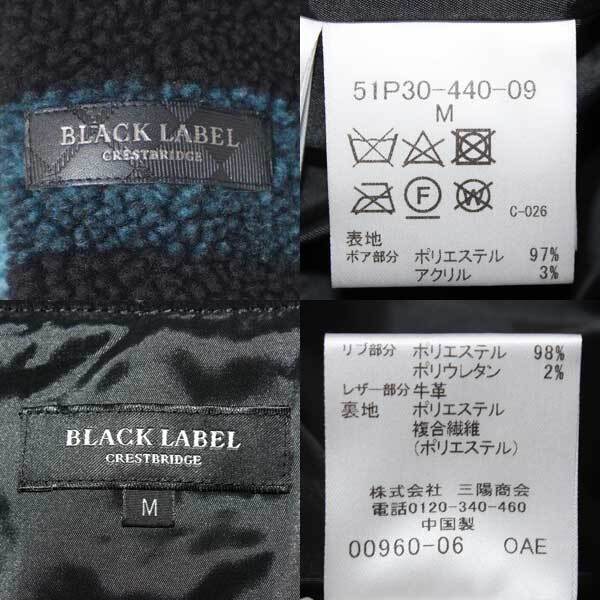 BLACK LABEL
CRESTBRIDGE
51P30-440-09
M
F
C-026
表地
ボア部分 ポリエステル 97%
アクリル 3%
BLACK LABEL
CRESTBRIDGE
M
リブ部分 ポリエステル 98%
ポリウレタン 2%
レザー部分 牛革
裏地 ポリエステル
複合繊維
(ポリエステル)
株式会社 三陽商会
電話0120-340-460
中国製
00960-06 OAE